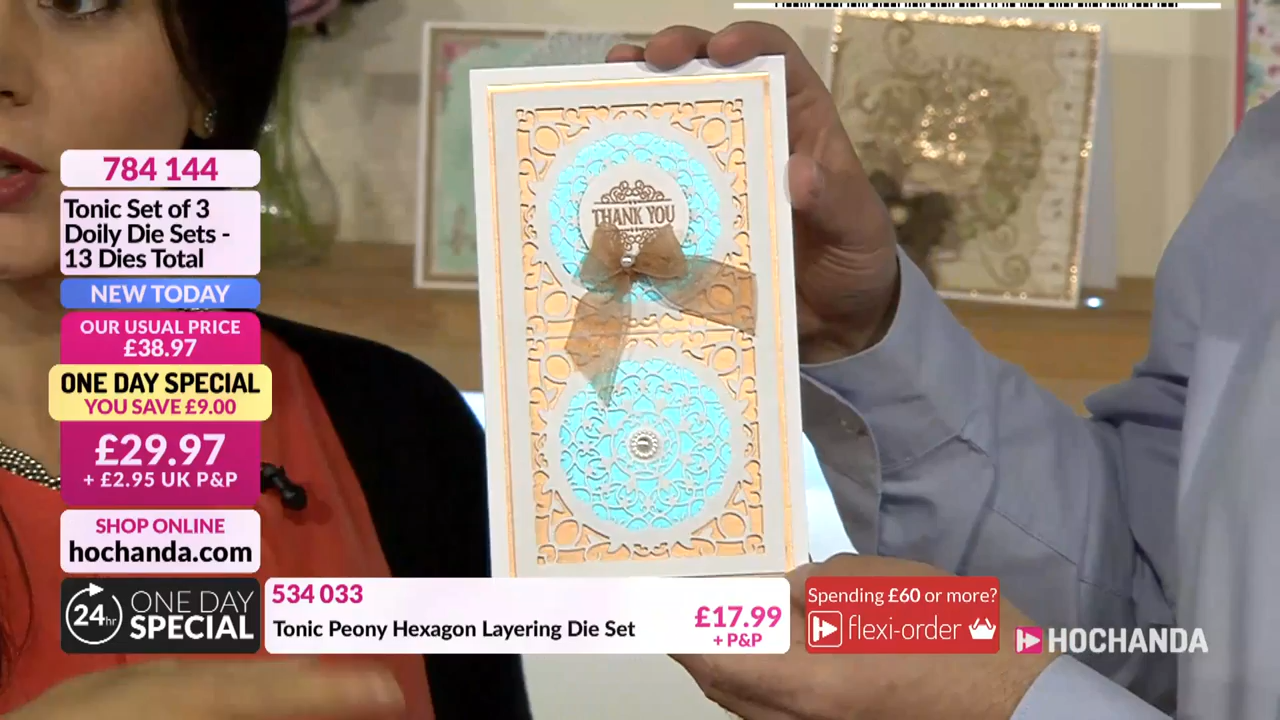 784 144
Tonic Set of 3
Doily Die Sets -
13 Dies Total
NEW TODAY
OUR USUAL PRICE
£38.97
ONE DAY SPECIAL
YOU SAVE £9.00
£29.97
+ £2.95 UK P&P
SHOP ONLINE
hochanda.com
24hr
ONE DAY
SPECIAL
534 033
Tonic Peony Hexagon Layering Die Set
£17.99
+ P&P
Spending £60 or more?
flexi-order
HOCHANDA
THANK YOU